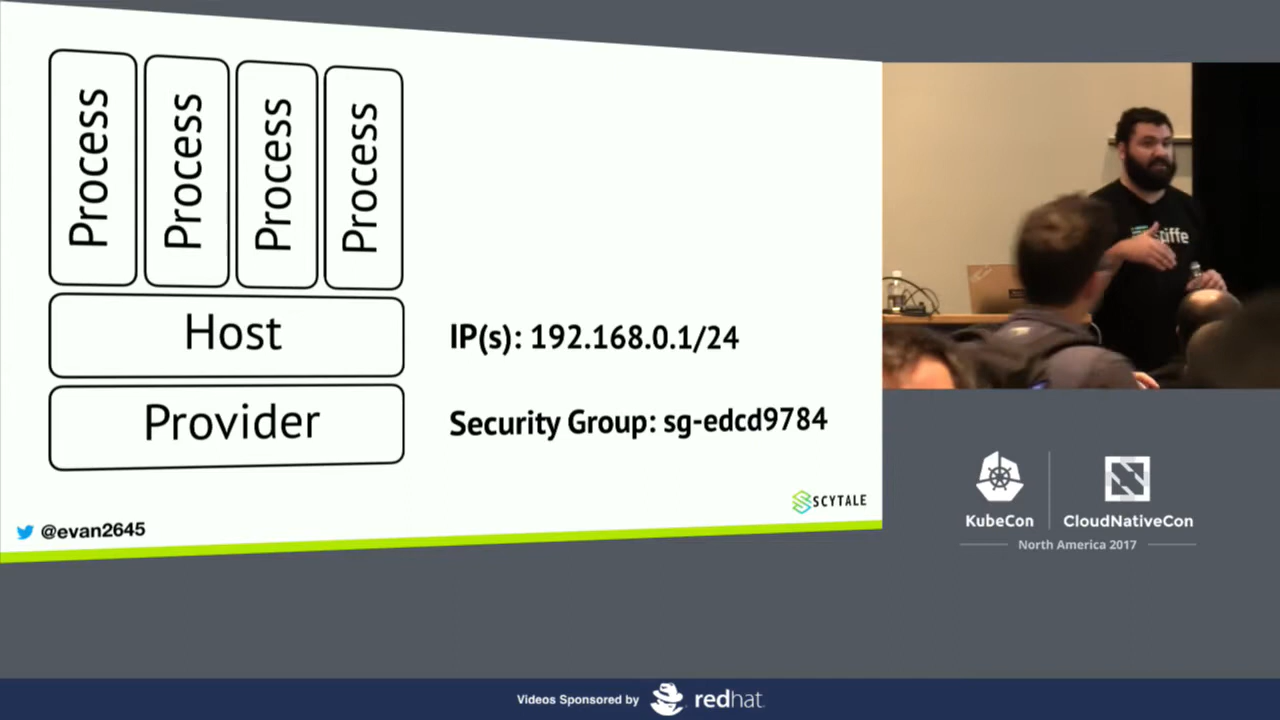 Process
Process
Process
Process
Host
IP(s): 192.168.0.1/24
Provider
Security Group: sg-edcd9784
SCYTALE
@evan2645
KubeCon
CloudNativeCon
North America 2017
Videos Sponsored by
redhat